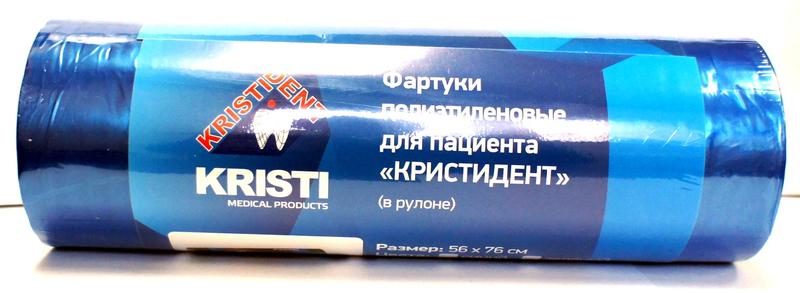 KRISTIDENT
KRISTI
MEDICAL PRODUCTS
Фартуки
полиэтиленовые
для пациента
«КРИСТИДЕНТ»
(в рулоне)
Размер: 56 x 76 см